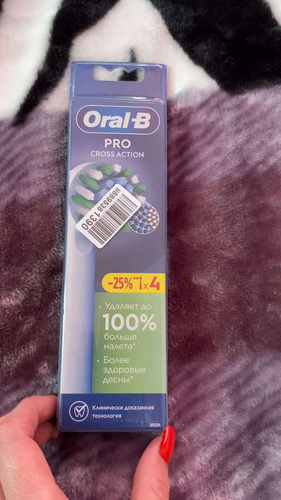 Oral-B
PRO
CROSS ACTION
-25%** | x4
• Удаляет до
100%
больше
налета*
• Более
здоровые
десны*
Клинически доказанная
технология